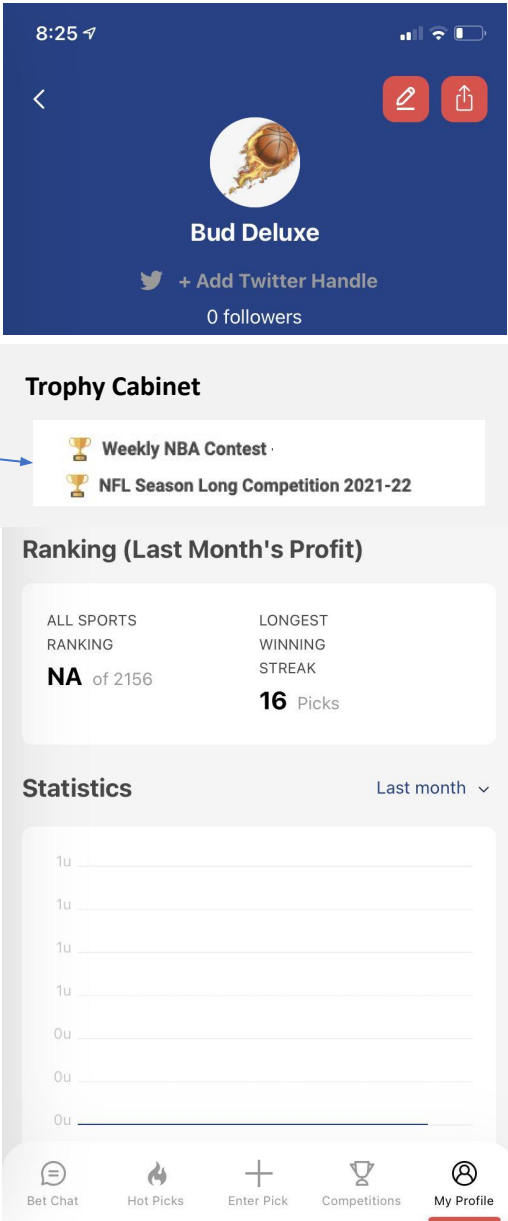 8:25
Bud Deluxe
+ Add Twitter Handle
0 followers
Trophy Cabinet
Weekly NBA Contest
NFL Season Long Competition 2021-22
Ranking (Last Month's Profit)
ALL SPORTS
RANKING
NA of 2156
LONGEST
WINNING
STREAK
16 Picks
Statistics
Last month
1u
1u
1u
1u
0u
0u
0u
Bet Chat
Hot Picks
Enter Pick
Competitions
My Profile